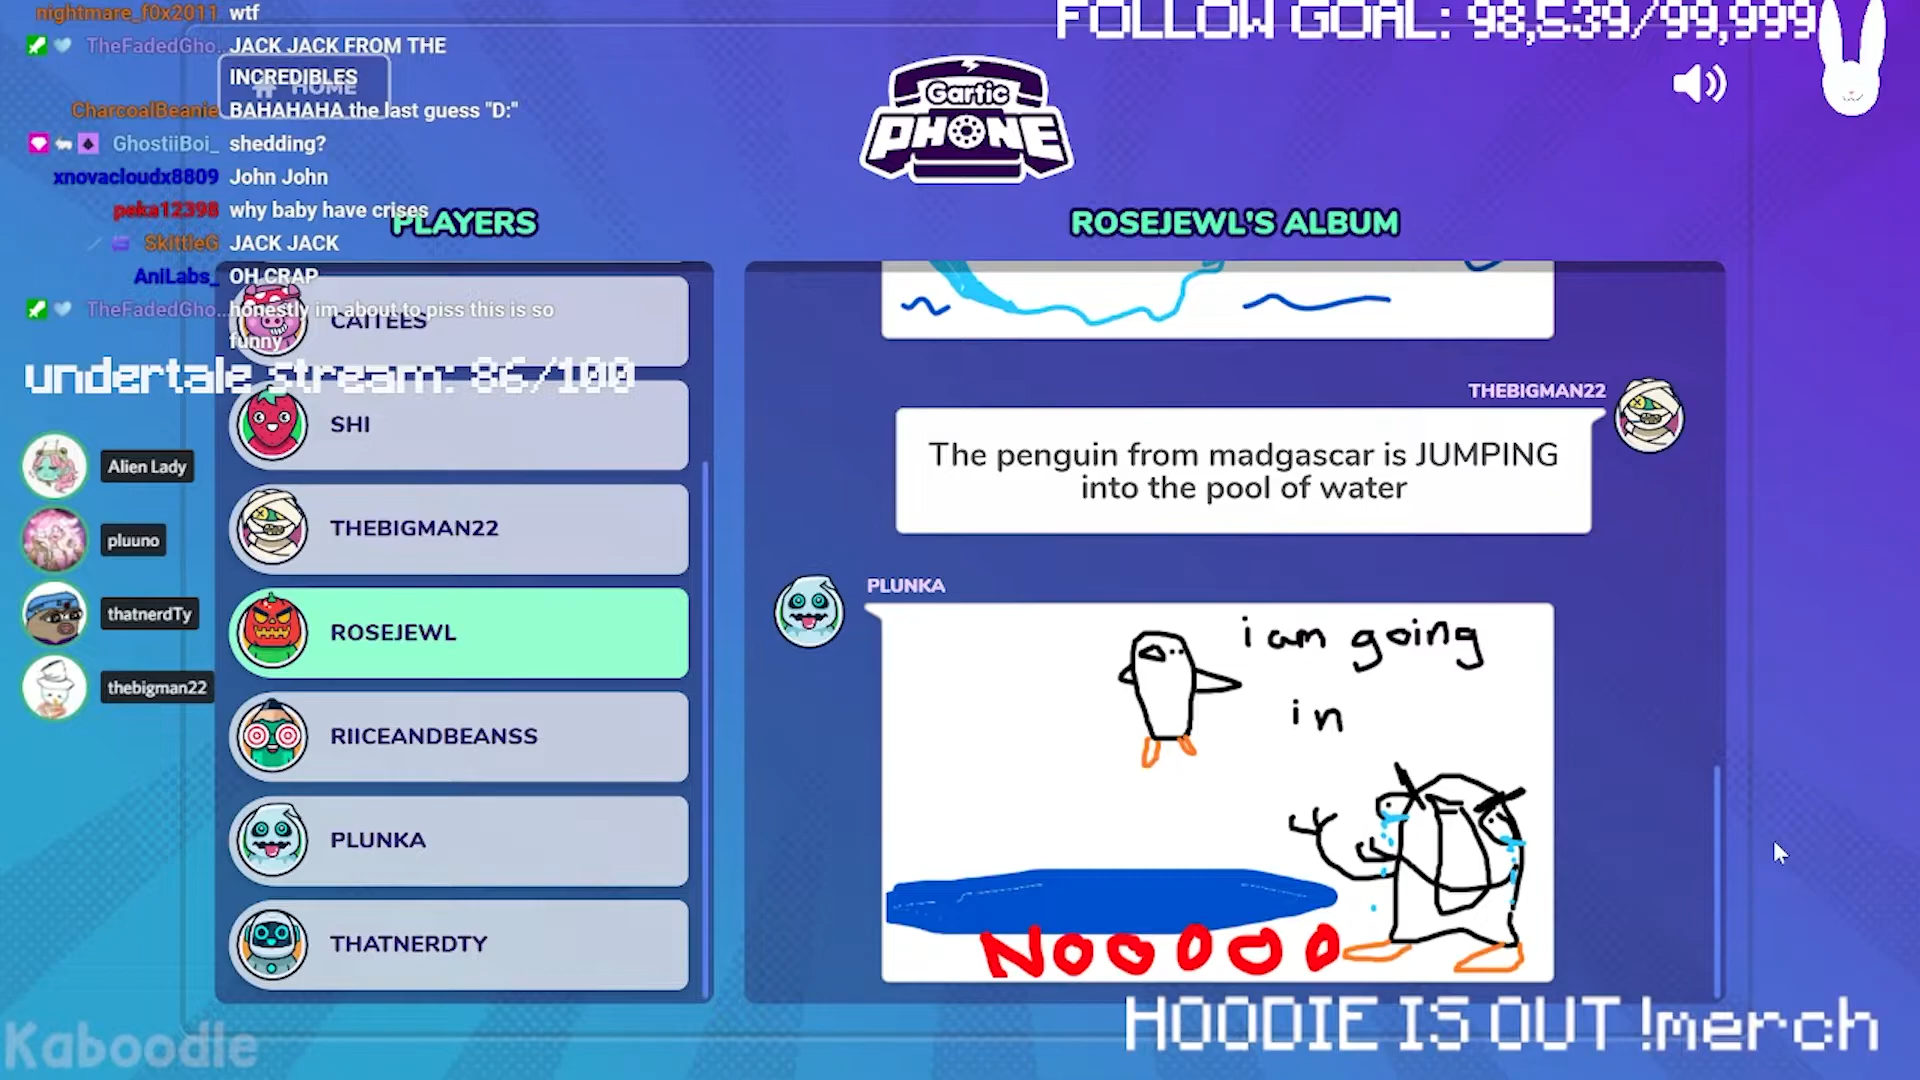 nightmare_f0x2011 wtf
TheFadedGho... JACK JACK FROM THE
INCREDIBLES
HOME
CharcoalBeanie BAHAHAHA the last guess "D:"
GhostiiBoi_ shedding?
xnovacloudx8809 John John
peka12398 why baby have crises
SkittleG JACK JACK
AniLabs_ OH CRAP
TheFadedGho... honestly im about to piss this is so
funny
undertale stream: 86/100
FOLLOW GOAL: 98,539/99,999
Gartic
PHONE
PLAYERS
CAITEES
SHI
THEBIGMAN22
ROSEJEWL
RIICEANDBEANSS
PLUNKA
THATNERDTY
Alien Lady
pluuno
thatnerdTy
thebigman22
ROSEJEWL'S ALBUM
THEBIGMAN22
The penguin from madgascar is JUMPING
into the pool of water
PLUNKA
i am going
in
NOOOOO
HOODIE IS OUT !merch
Kaboodle